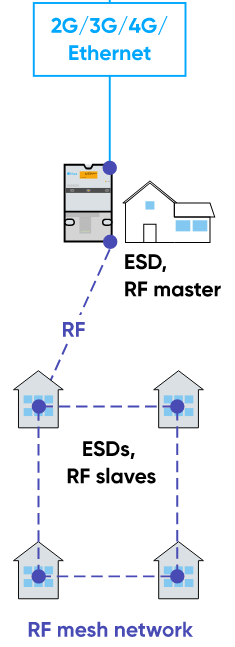 2G/3G/4G/
Ethernet
ESD,
RF master
RF
ESDs,
RF slaves
RF mesh network